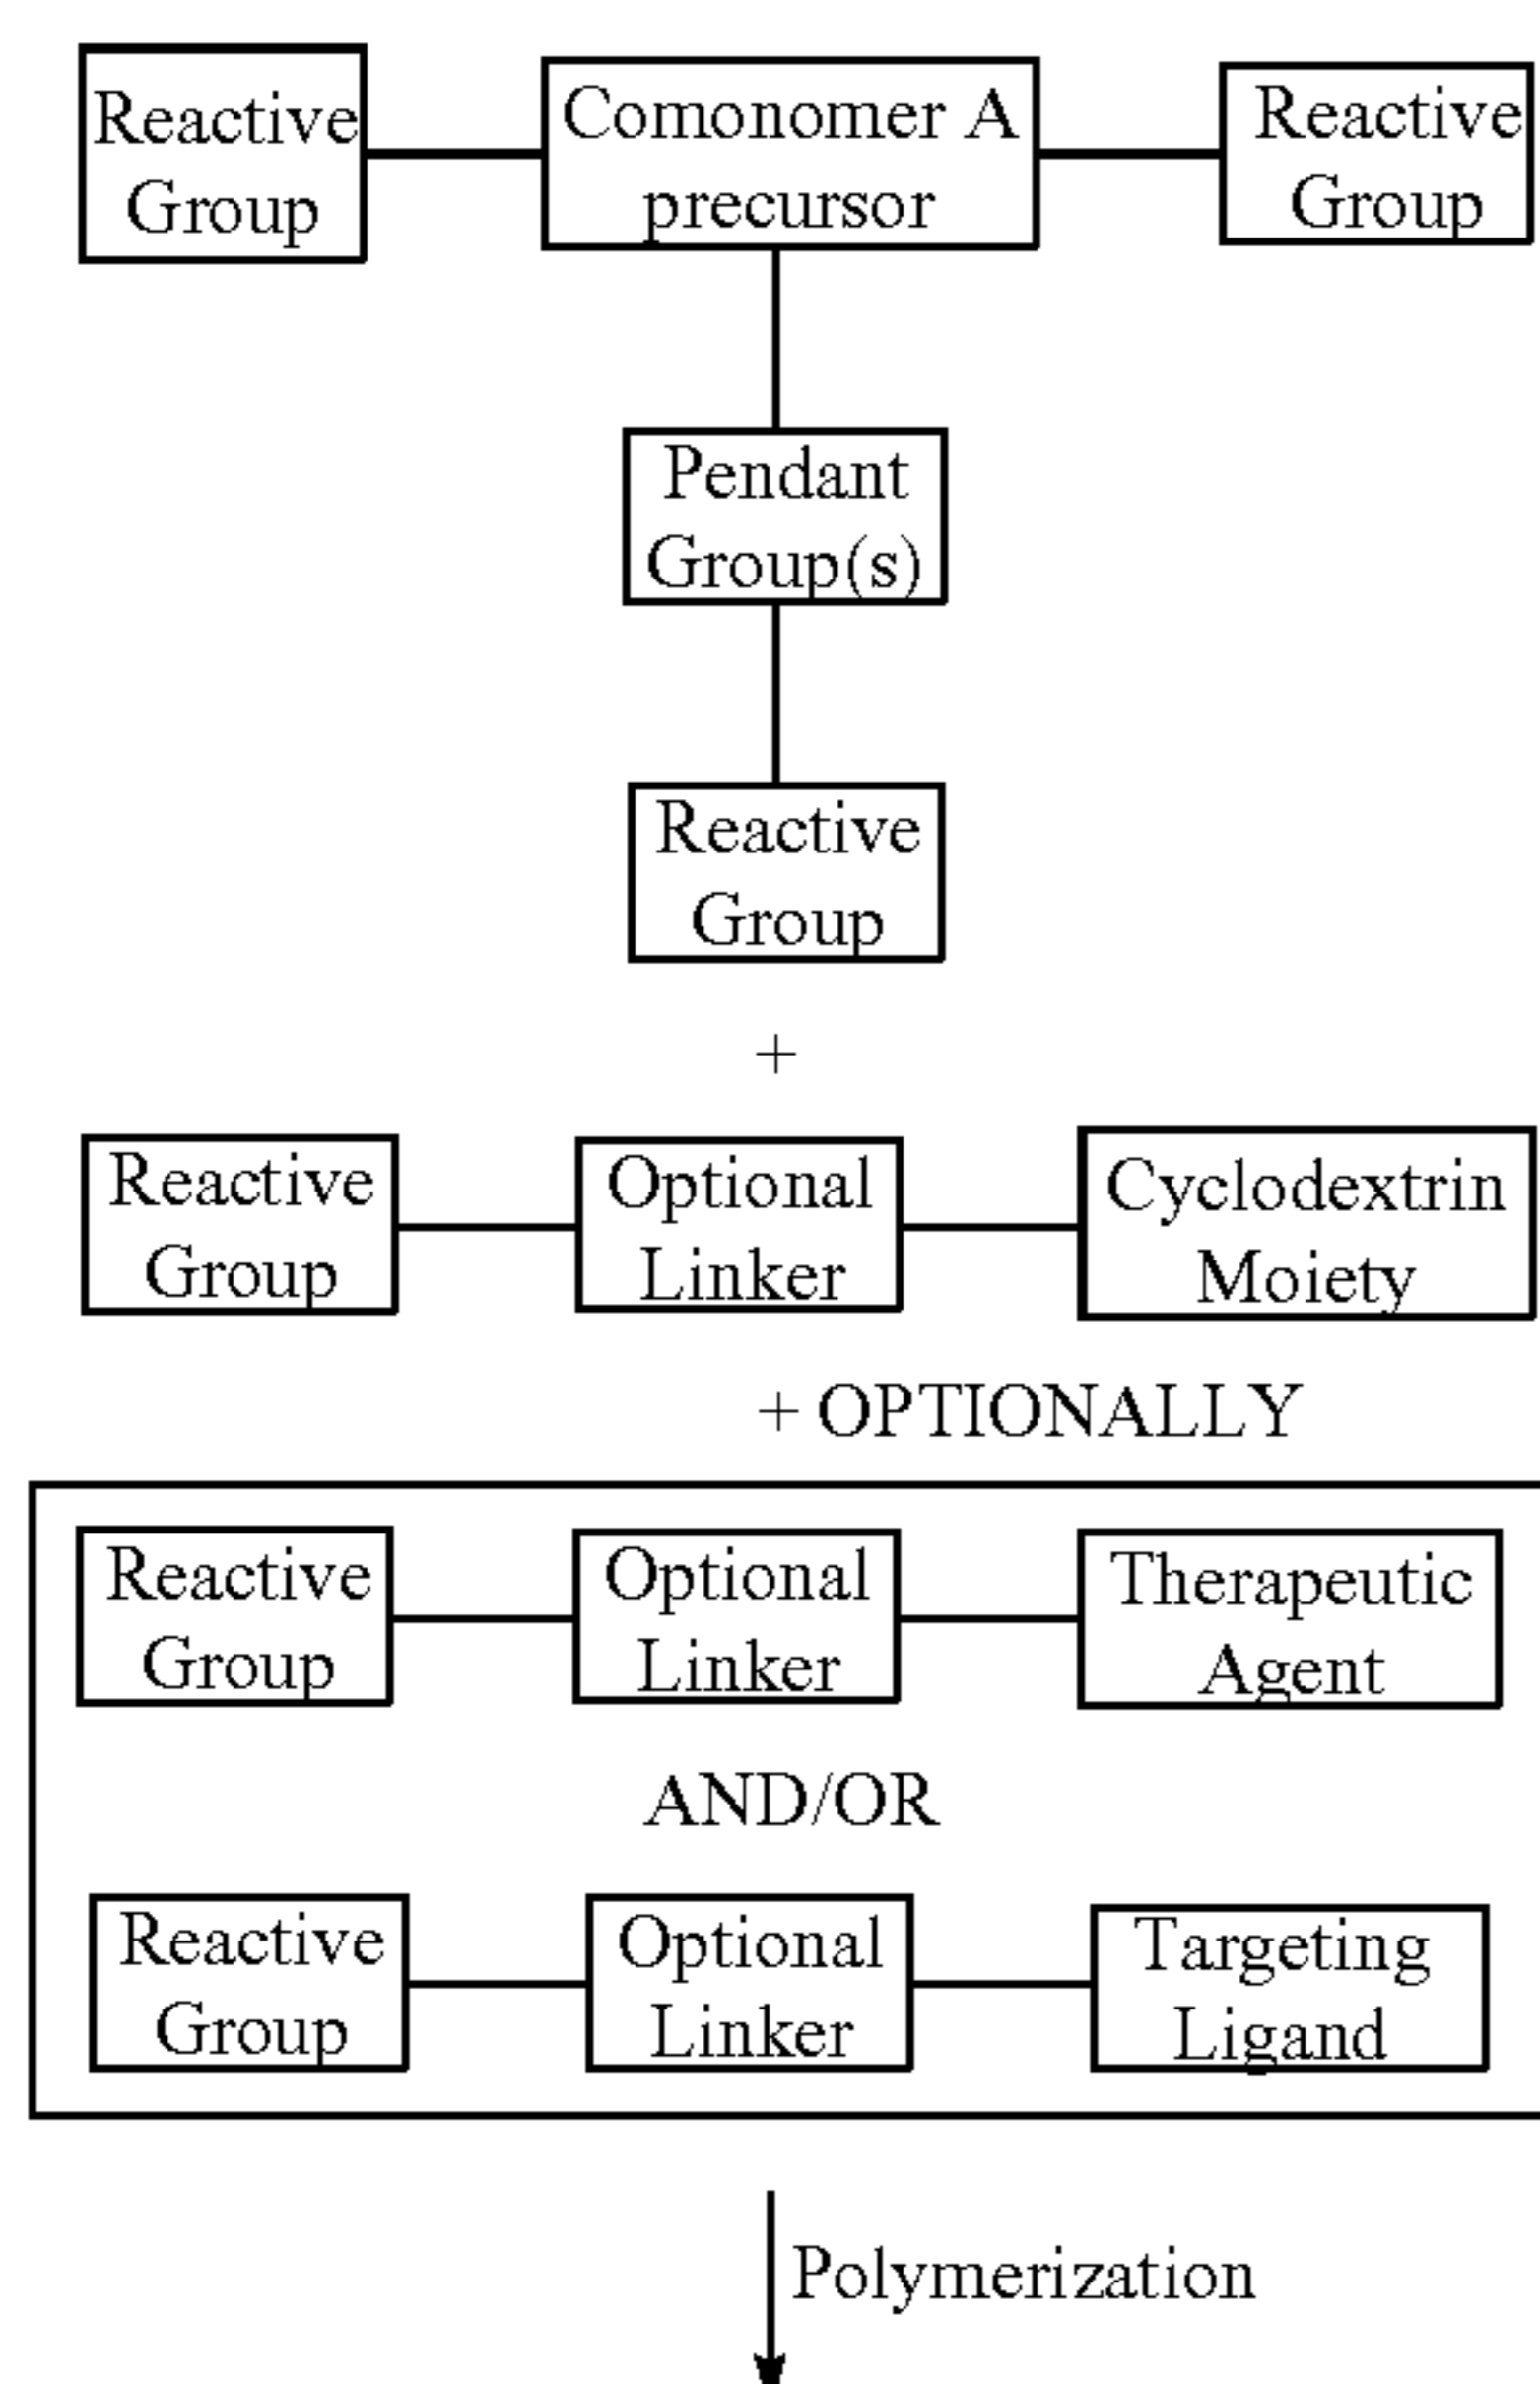 Reactive Comonomer A Reactive
Group precursor Group
Pendant
Group(s)
Reactive
Group
+
Reactive Optional Cyclodextrin
Group Linker Moiety
+ OPTIONALLY
Reactive Optional Therapeutic
Group Linker Agent
AND/OR
Reactive Optional Targeting
Group Linker Ligand
Polymerization